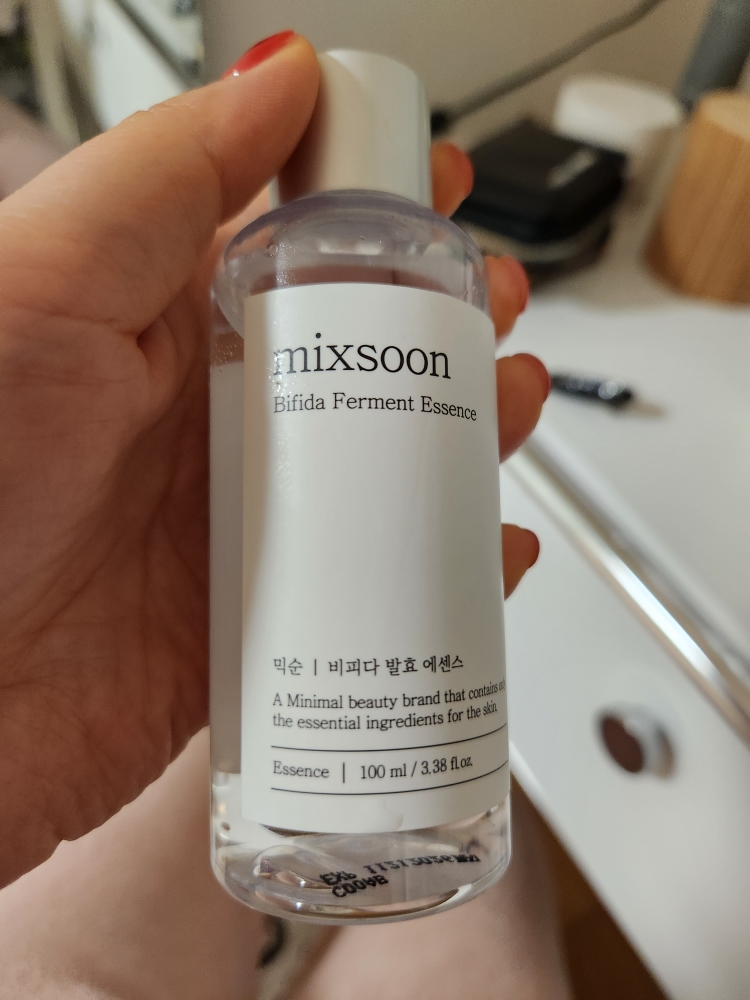 mixsoon
Bifida Ferment Essence
믹순 | 비피다 발효 에센스
A Minimal beauty brand that contains
the essential ingredients for the skin.
Essence | 100 ml / 3.38 fl.oz.
EXP